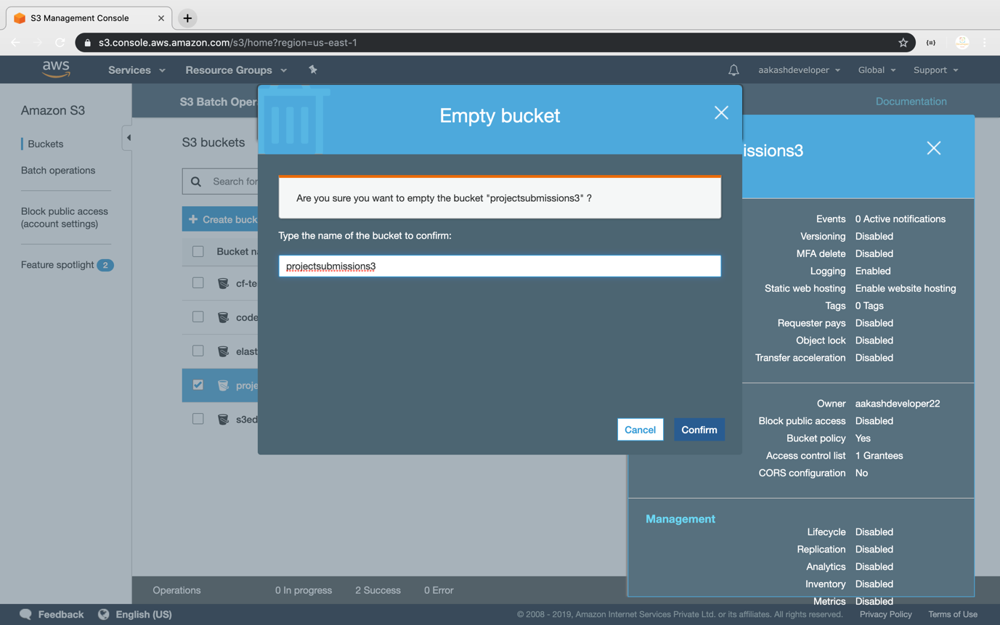 S3 Management Console
s3.console.aws.amazon.com/s3/home?region=us-east-1
aws
Services
Resource Groups
aakashdeveloper
Global
Support
Amazon S3
Buckets
Batch operations
Block public access
(account settings)
Feature spotlight 2
S3 Batch Oper
Documentation
S3 buckets
Search for
+ Create buck
Bucket na
cf-te
code
elast
proje
s3ed
Empty bucket
Are you sure you want to empty the bucket "projectsubmissions3" ?
Type the name of the bucket to confirm:
projectsubmissions3
Cancel
Confirm
issions3
Events 0 Active notifications
Versioning Disabled
MFA delete Disabled
Logging Enabled
Static web hosting Enable website hosting
Tags 0 Tags
Requester pays Disabled
Object lock Disabled
Transfer acceleration Disabled
Owner aakashdeveloper22
Block public access Disabled
Bucket policy Yes
Access control list 1 Grantees
CORS configuration No
Management
Lifecycle Disabled
Replication Disabled
Analytics Disabled
Inventory Disabled
Metrics Disabled
Operations 0 In progress 2 Success 0 Error
Feedback English (US)
© 2008 - 2019, Amazon Internet Services Private Ltd. or its affiliates. All rights reserved. Privacy Policy Terms of Use